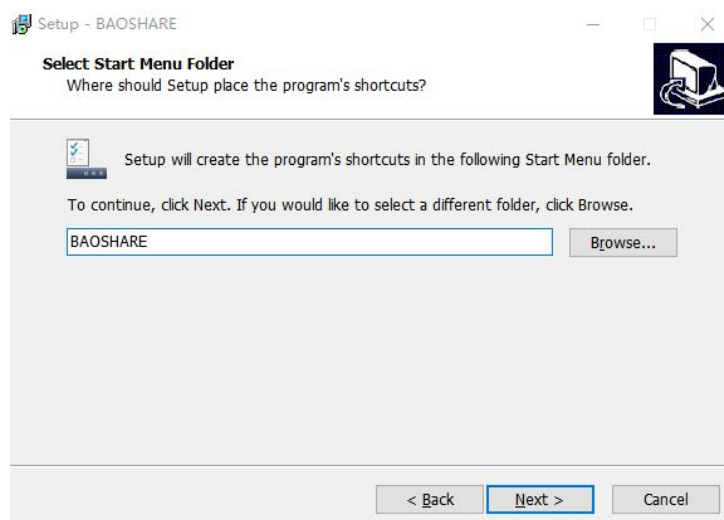 Setup - BAOSHARE
Select Start Menu Folder
Where should Setup place the program's shortcuts?
Setup will create the program's shortcuts in the following Start Menu folder.
To continue, click Next. If you would like to select a different folder, click Browse.
BAOSHARE
Browse...
< Back
Next >
Cancel